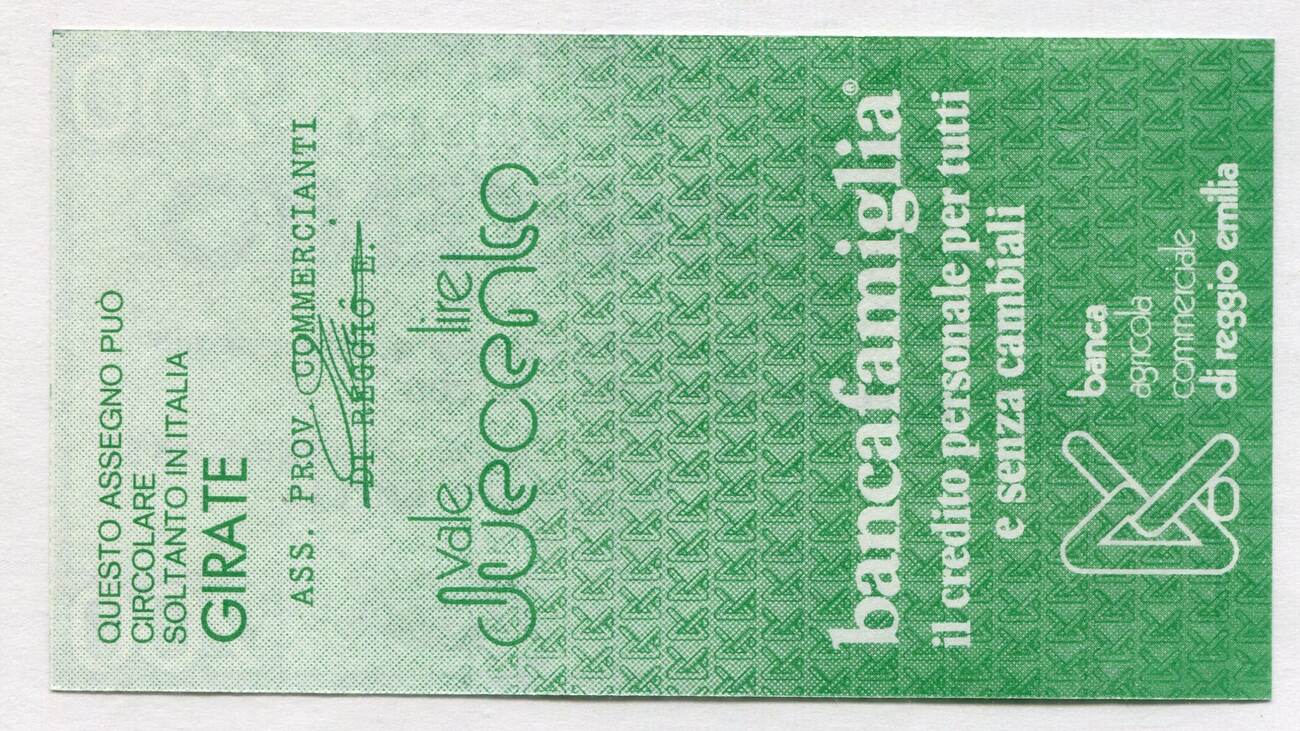 QUESTO ASSEGNO PUÒ
CIRCOLARE
SOLTANTO IN ITALIA
GIRATE
ASS. PROV. COMMERCIANTI
DI REGGIO E.
vale lire
duecento
bancafamiglia®
il credito personale per tutti
e senza cambiali
banca
agricola
commerciale
di reggio emilia